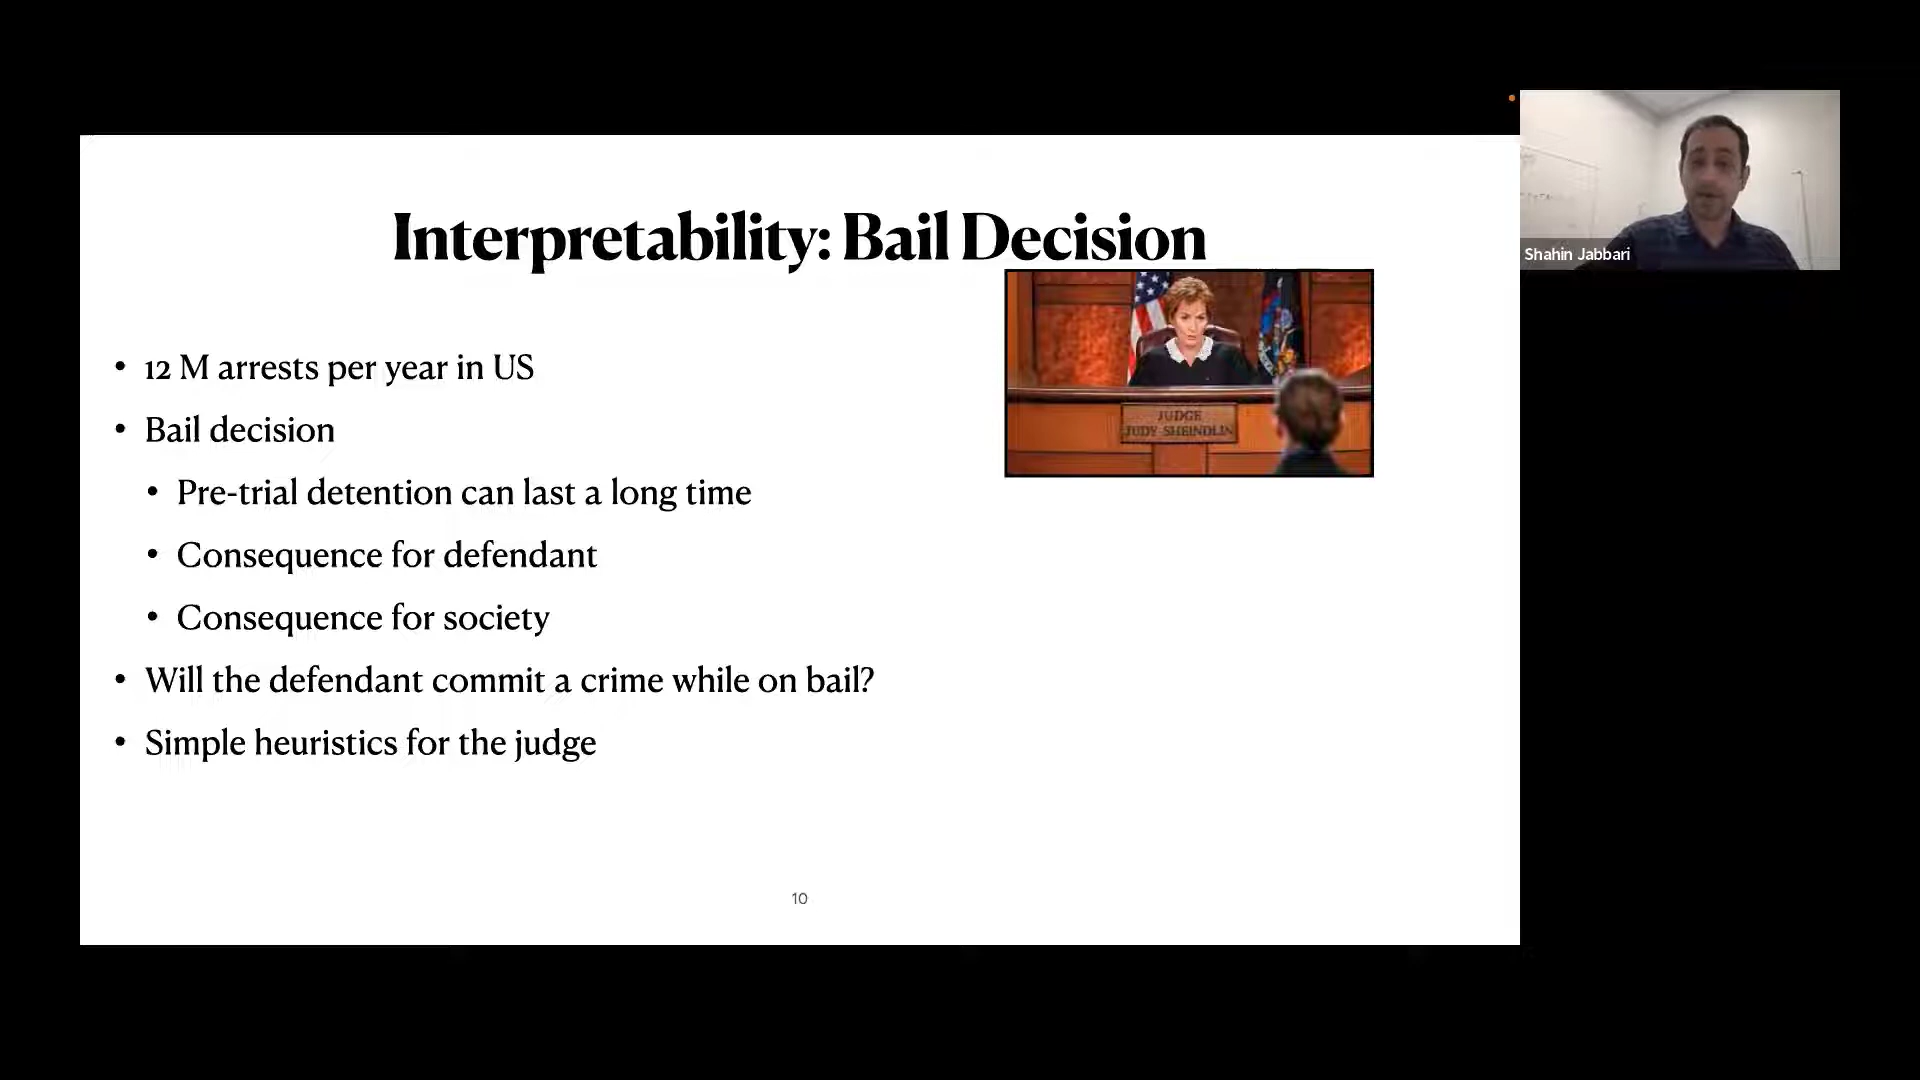 Interpretability: Bail Decision
Shahin Jabbari
• 12 M arrests per year in US
JUDGE
JUDY SHEINDLIN
• Bail decision
• Pre-trial detention can last a long time
• Consequence for defendant
• Consequence for society
• Will the defendant commit a crime while on bail?
• Simple heuristics for the judge
10